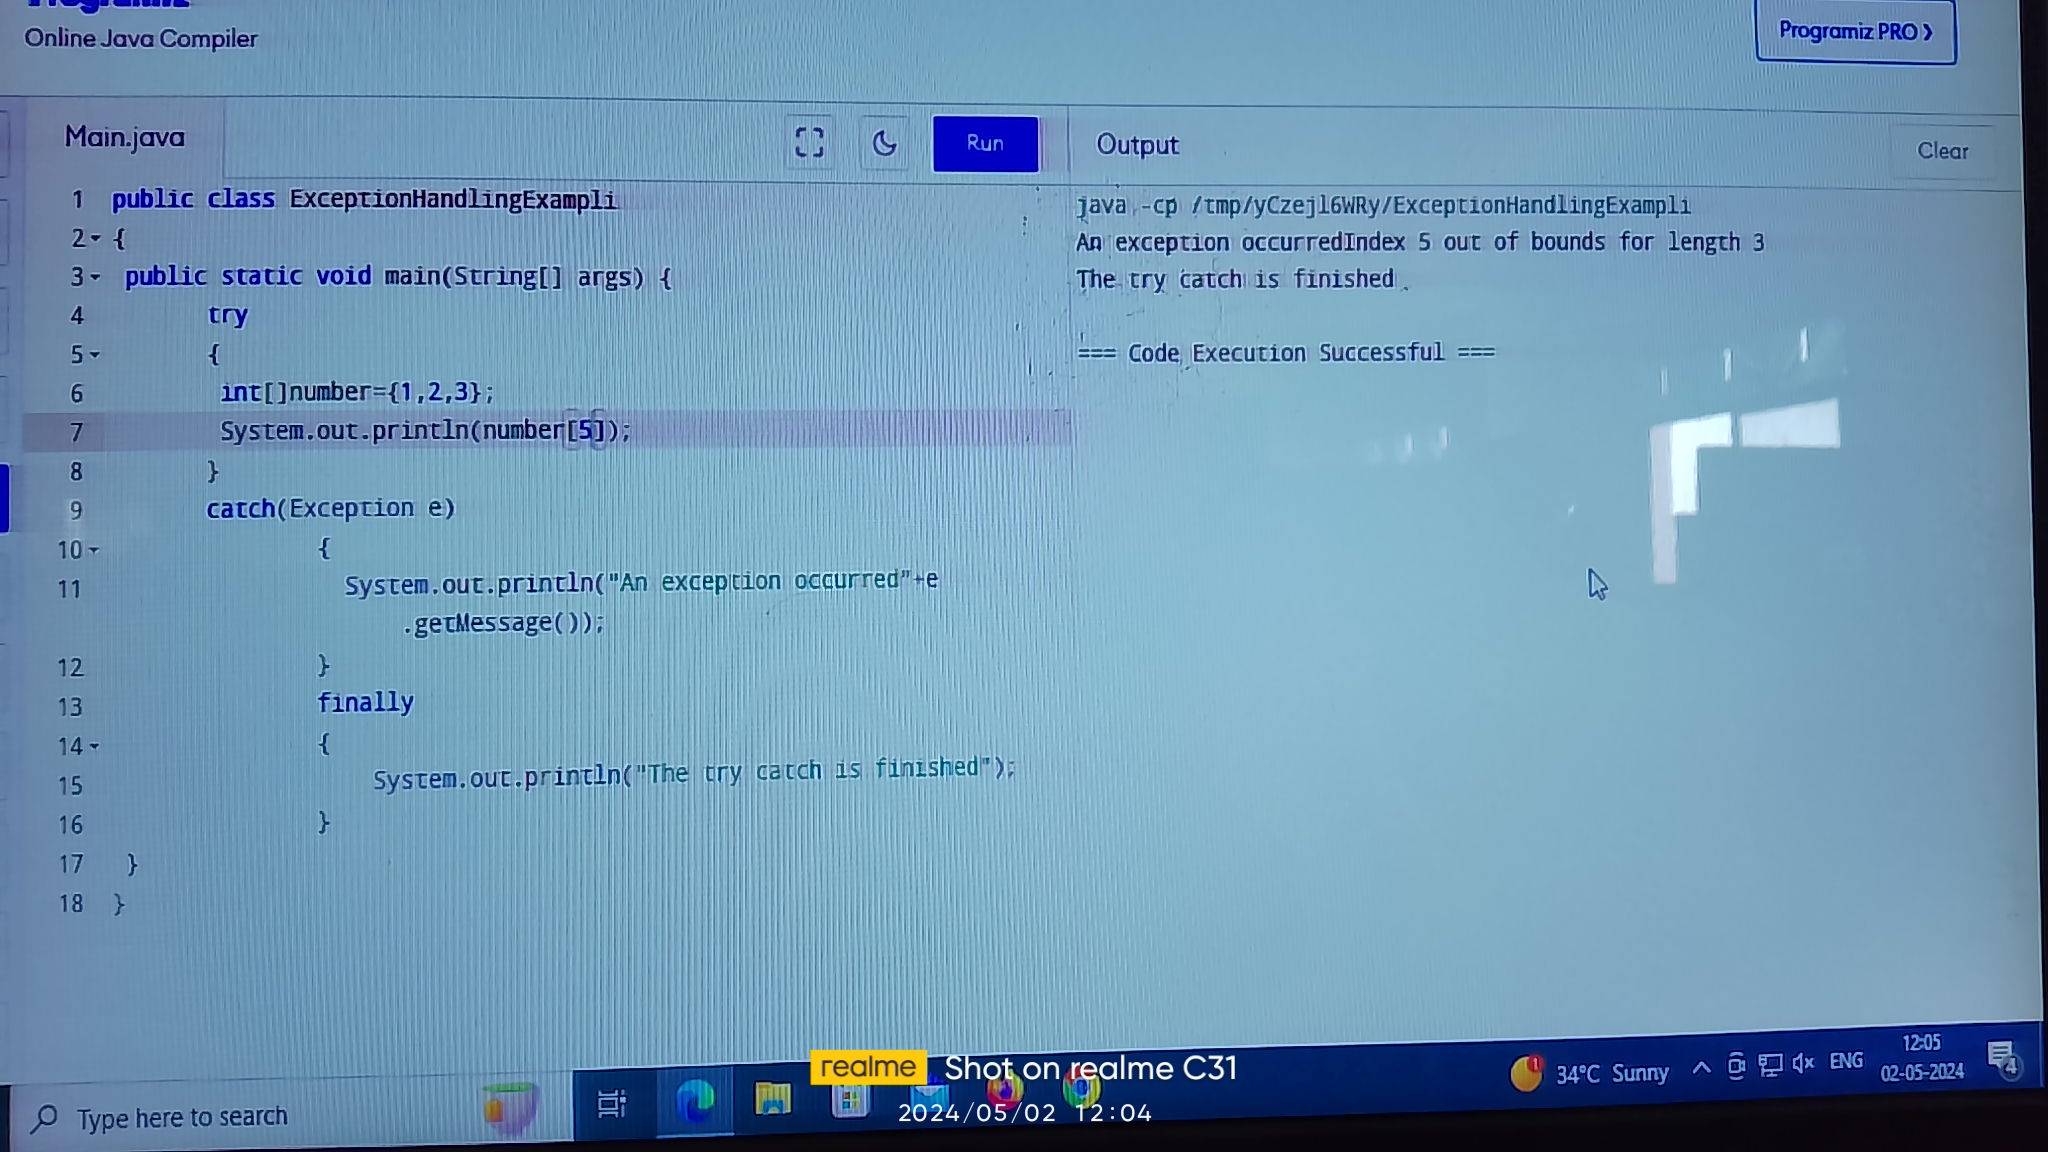 Programiz
Online Java Compiler
Programiz PRO ❯
Main.java
Run
Output
Clear
1 public class ExceptionHandlingExampli
2 {
3 public static void main(String[] args) {
4 try
5 {
6 int[]number={1,2,3};
7 System.out.println(number[5]);
8 }
9 catch(Exception e)
10 {
11 System.out.println("An exception occurred"+e
.getMessage());
12 }
13 finally
14 {
15 System.out.println("The try catch is finished");
16 }
17 }
18 }
java -cp /tmp/yCzejl6WRy/ExceptionHandlingExampli
An exception occurredIndex 5 out of bounds for length 3
The try catch is finished
=== Code Execution Successful ===
Type here to search
34°C Sunny
ENG
12:05
02-05-2024
4
1
realme Shot on realme C31
2024/05/02 12:04